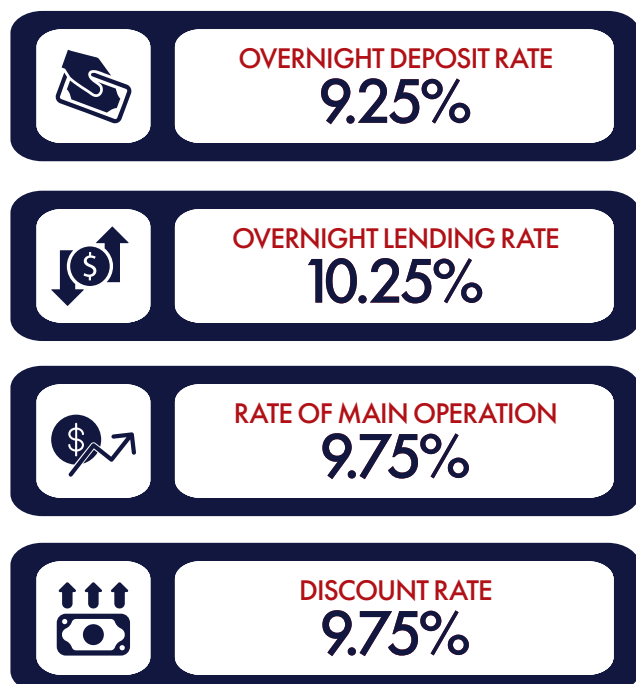 OVERNIGHT DEPOSIT RATE
9.25%
$
OVERNIGHT LENDING RATE
10.25%
$
RATE OF MAIN OPERATION
9.75%
DISCOUNT RATE
9.75%